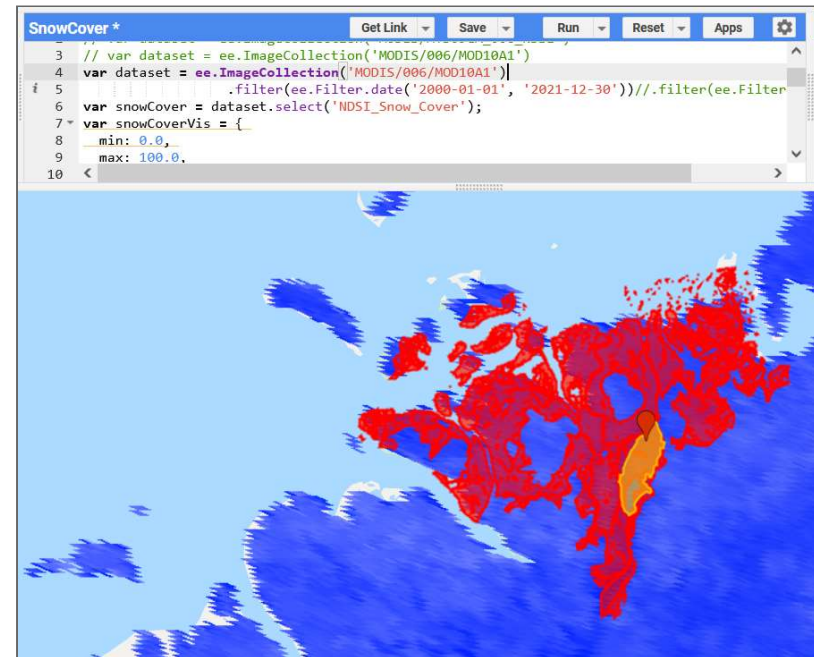 SnowCover * Get Link Save Run Reset Apps
3 // var dataset = ee.ImageCollection('MODIS/006/MOD10A1')
4 var dataset = ee.ImageCollection('MODIS/006/MOD10A1')
i 5 .filter(ee.Filter.date('2000-01-01', '2021-12-30'))//.filter(ee.Filter
6 var snowCover = dataset.select('NDSI_Snow_Cover');
7 var snowCoverVis = {
8 min: 0.0,
9 max: 100.0,
10